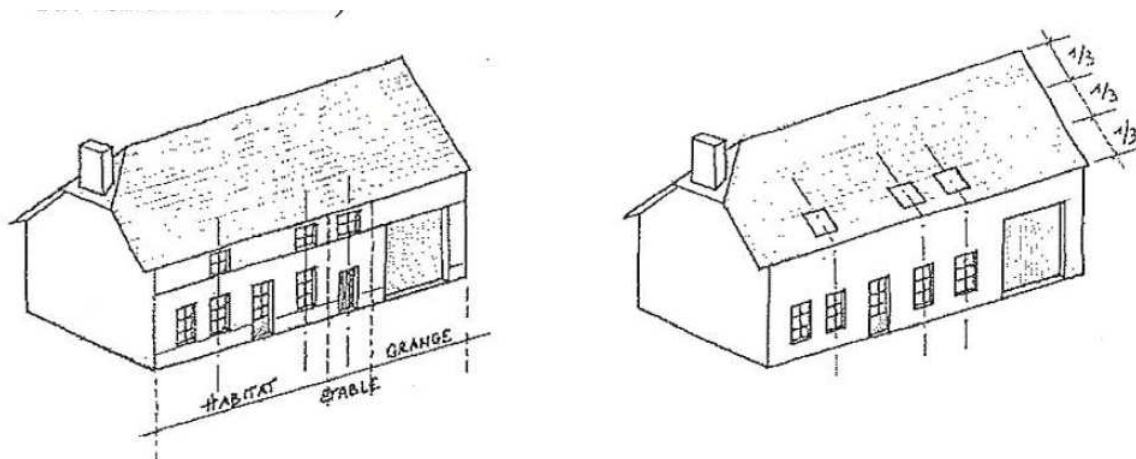 1/3
1/3
1/3
GRANGE
HABITAT
ETABLE